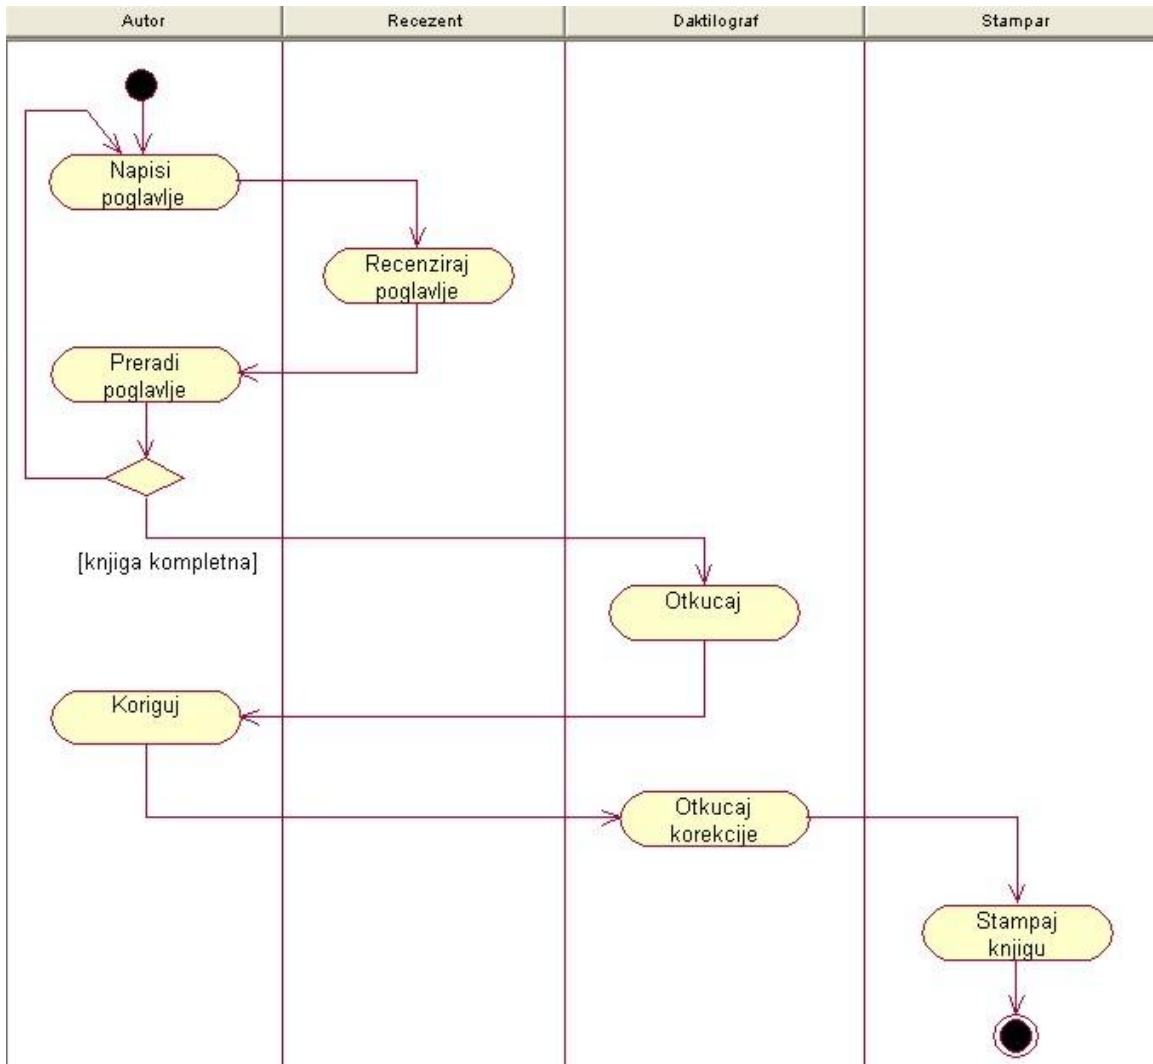 Autor
Recezent
Daktilograf
Stampar
Napisi
poglavlje
Recenziraj
poglavlje
Preradi
poglavlje
[knjiga kompletna]
Otkucaj
Koriguj
Otkucaj
korekcije
Stampaj
knjigu